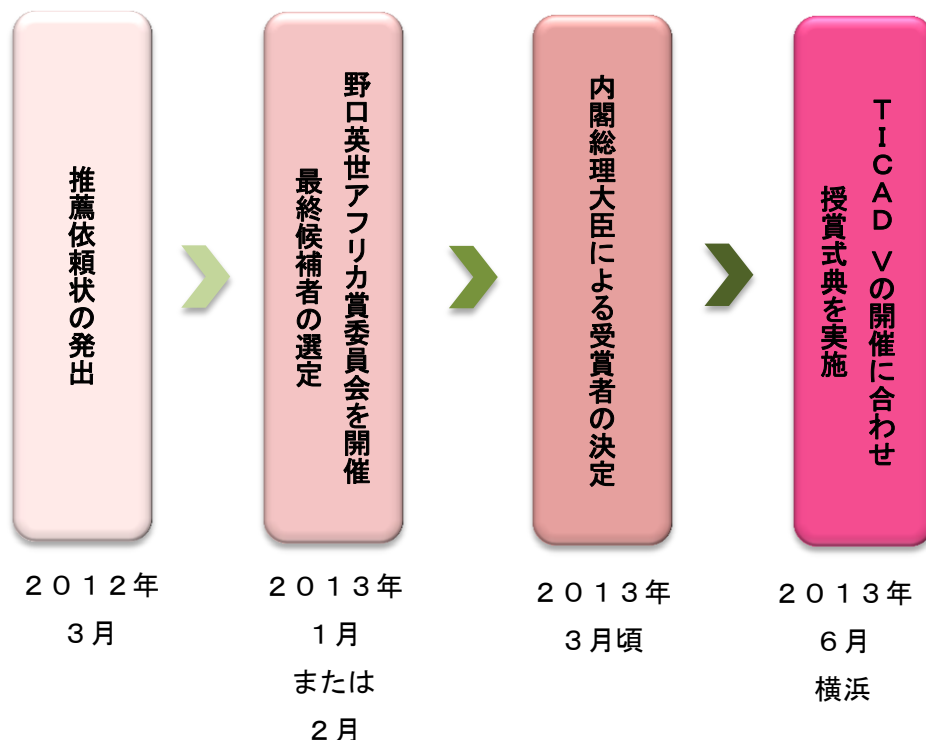 推薦依頼状の発出
野口英世アフリカ賞委員会を開催
最終候補者の選定
内閣総理大臣による受賞者の決定
ＴＩＣＡＤ Ⅴの開催に合わせ
授賞式典を実施
２０１２年
３月
２０１３年
１月
または
２月
２０１３年
３月頃
２０１３年
６月
横浜